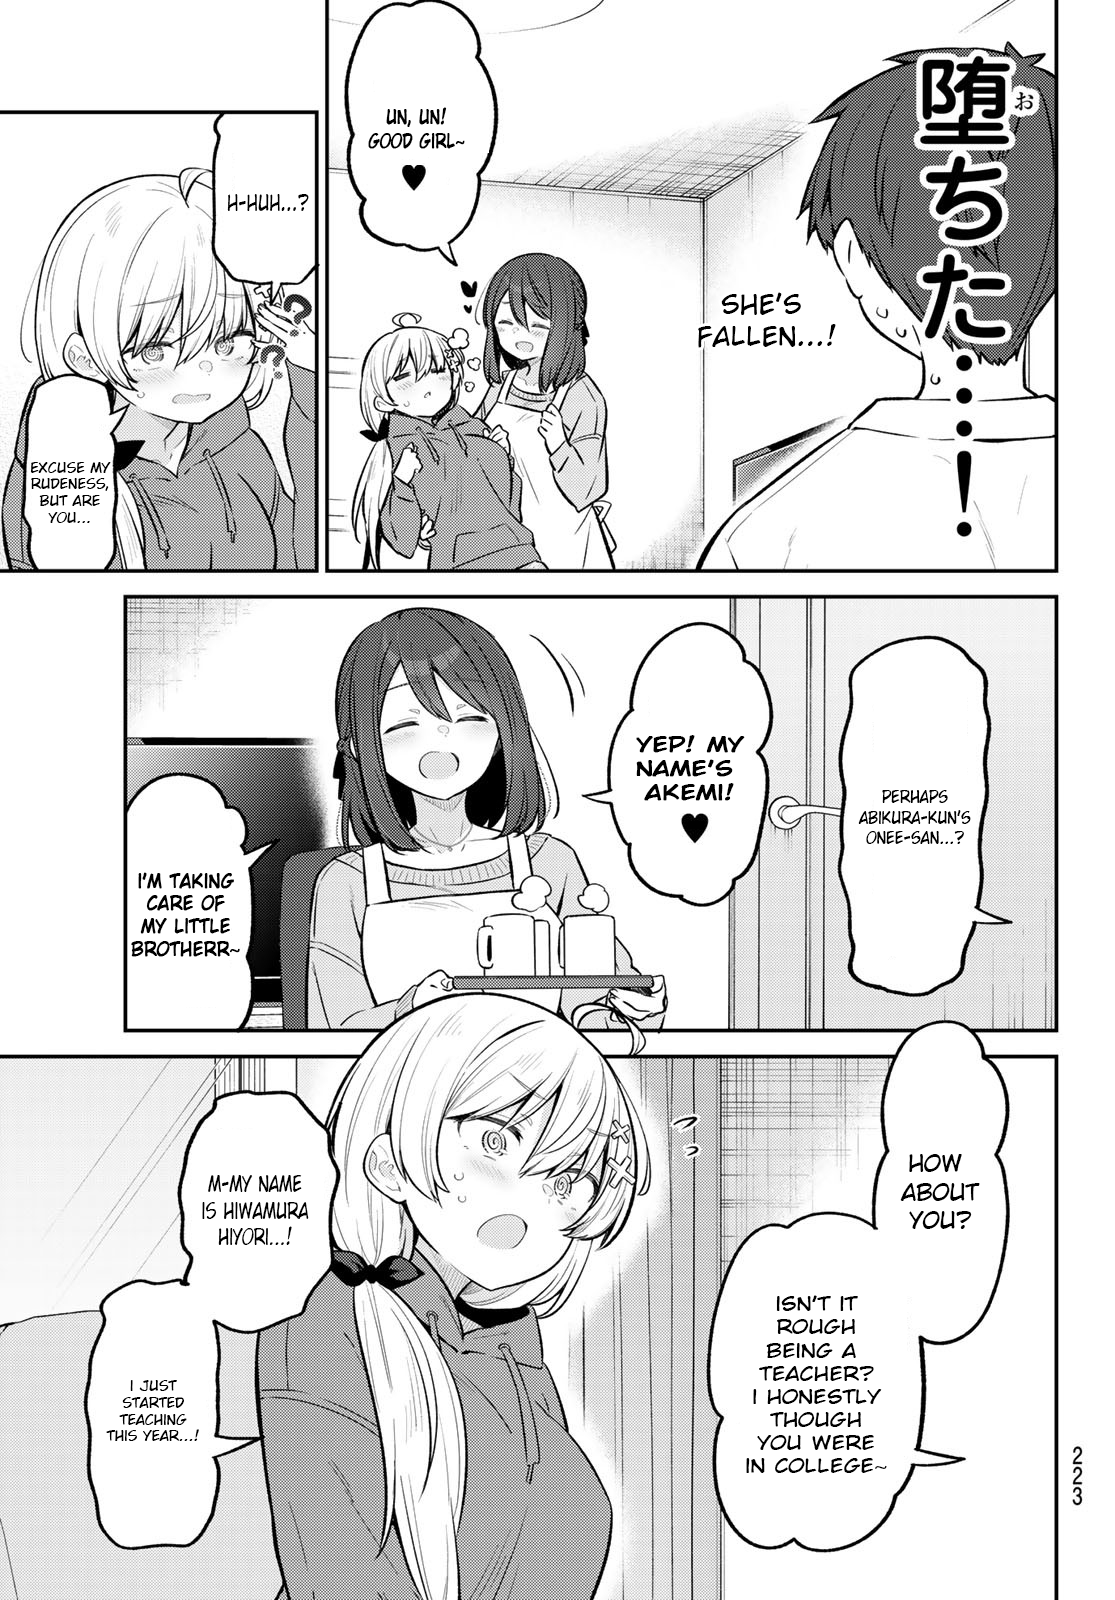 堕ちた…!
お
SHE'S
FALLEN...!
UN, UN!
GOOD GIRL~
♥
H-HUH...?
?
?
EXCUSE MY
RUDENESS,
BUT ARE
YOU...
PERHAPS
ABIKURA-KUN'S
ONEE-SAN...?
YEP! MY
NAME'S
AKEMI!
♥
I'M TAKING
CARE OF
MY LITTLE
BROTHERR~
HOW
ABOUT
YOU?
ISN'T IT
ROUGH
BEING A
TEACHER?
I HONESTLY
THOUGH
YOU WERE
IN COLLEGE~
M-MY NAME
IS HIWAMURA
HIYORI...!
I JUST
STARTED
TEACHING
THIS YEAR...!
223